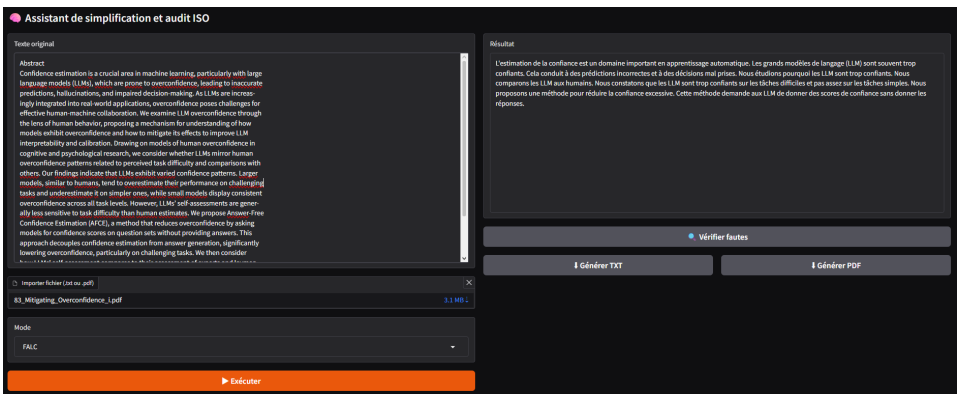 Assistant de simplification et audit ISO
Texte original
Abstract
Confidence estimation is a crucial area in machine learning, particularly with large
language models (LLMs), which are prone to overconfidence, leading to inaccurate
predictions, hallucinations, and impaired decision-making. As LLMs are increas-
ingly integrated into real-world applications, overconfidence poses challenges for
effective human-machine collaboration. We examine LLM overconfidence through
the lens of human behavior, proposing a mechanism for understanding of how
models exhibit overconfidence and how to mitigate its effects to improve LLM
interpretability and calibration. Drawing on models of human overconfidence in
cognitive and psychological research, we consider whether LLMs mirror human
overconfidence patterns related to perceived task difficulty and comparisons with
others. Our findings indicate that LLMs exhibit varied confidence patterns. Larger
models, similar to humans, tend to overestimate their performance on challenging
tasks and underestimate it on simpler ones, while small models display consistent
overconfidence across all task levels. However, LLMs' self-assessments are gener-
ally less sensitive to task difficulty than human estimates. We propose Answer-Free
Confidence Estimation (AFCE), a method that reduces overconfidence by asking
models for confidence scores on question sets without providing answers. This
approach decouples confidence estimation from answer generation, significantly
lowering overconfidence, particularly on challenging tasks. We then consider
Importer fichier (.txt ou .pdf)
83_Mitigating_Overconfidence_i.pdf
3.1 MB ↓
Mode
FALC
▶ Exécuter
Résultat
L'estimation de la confiance est un domaine important en apprentissage automatique. Les grands modèles de langage (LLM) sont souvent trop
confiants. Cela conduit à des prédictions incorrectes et à des décisions mal prises. Nous étudions pourquoi les LLM sont trop confiants. Nous
comparons les LLM aux humains. Nous constatons que les LLM sont trop confiants sur les tâches difficiles et pas assez sur les tâches simples. Nous
proposons une méthode pour réduire la confiance excessive. Cette méthode demande aux LLM de donner des scores de confiance sans donner les
réponses.
Vérifier fautes
⬇ Générer TXT
⬇ Générer PDF